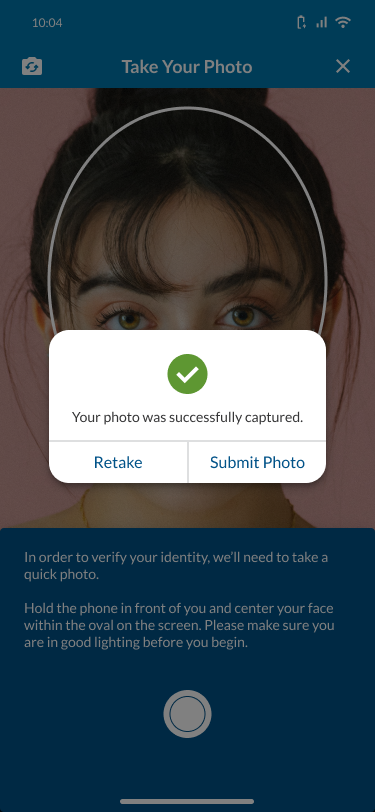 10:04
Take Your Photo
Your photo was successfully captured.
Retake
Submit Photo
In order to verify your identity, we'll need to take a
quick photo.
Hold the phone in front of you and center your face
within the oval on the screen. Please make sure you
are in good lighting before you begin.